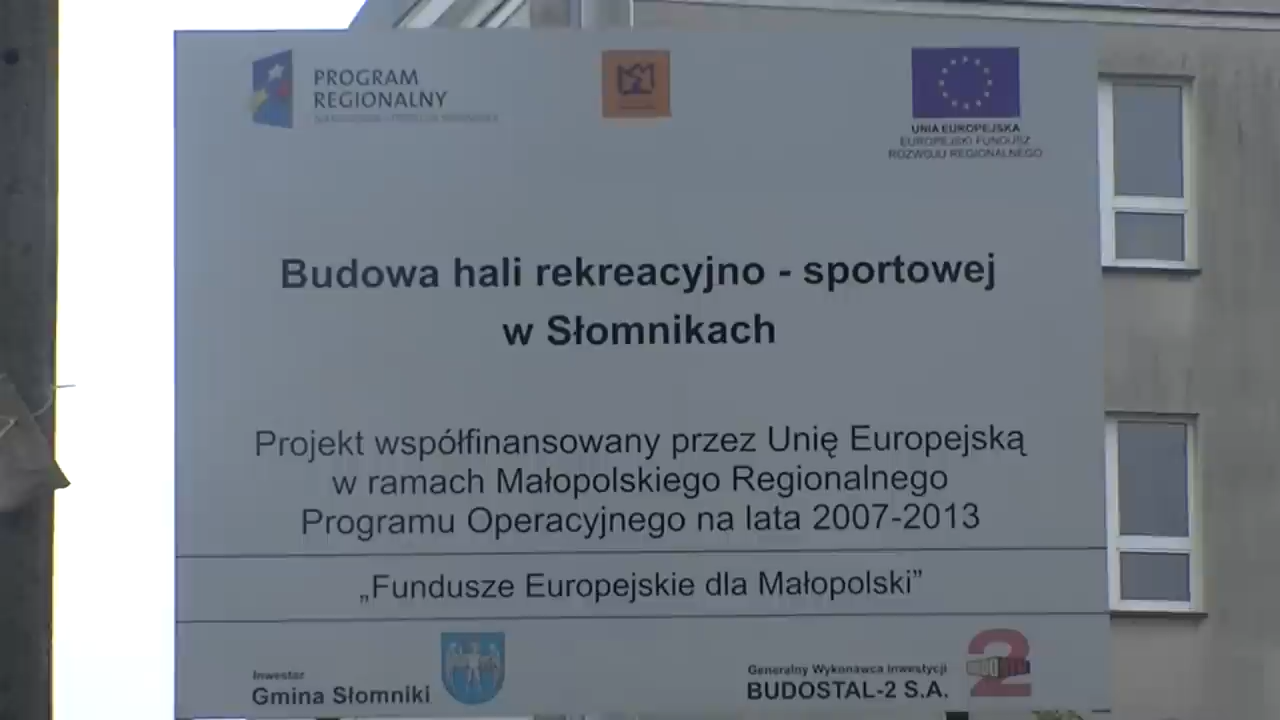 PROGRAM
REGIONALNY
UNIA EUROPEJSKA
EUROPEJSKI FUNDUSZ
ROZWOJU REGIONALNEGO
Budowa hali rekreacyjno - sportowej
w Słomnikach
Projekt współfinansowany przez Unię Europejską
w ramach Małopolskiego Regionalnego
Programu Operacyjnego na lata 2007-2013
„Fundusze Europejskie dla Małopolski”
Inwestor
Gmina Słomniki
Generalny Wykonawca Inwestycji
BUDOSTAL-2 S.A.
2